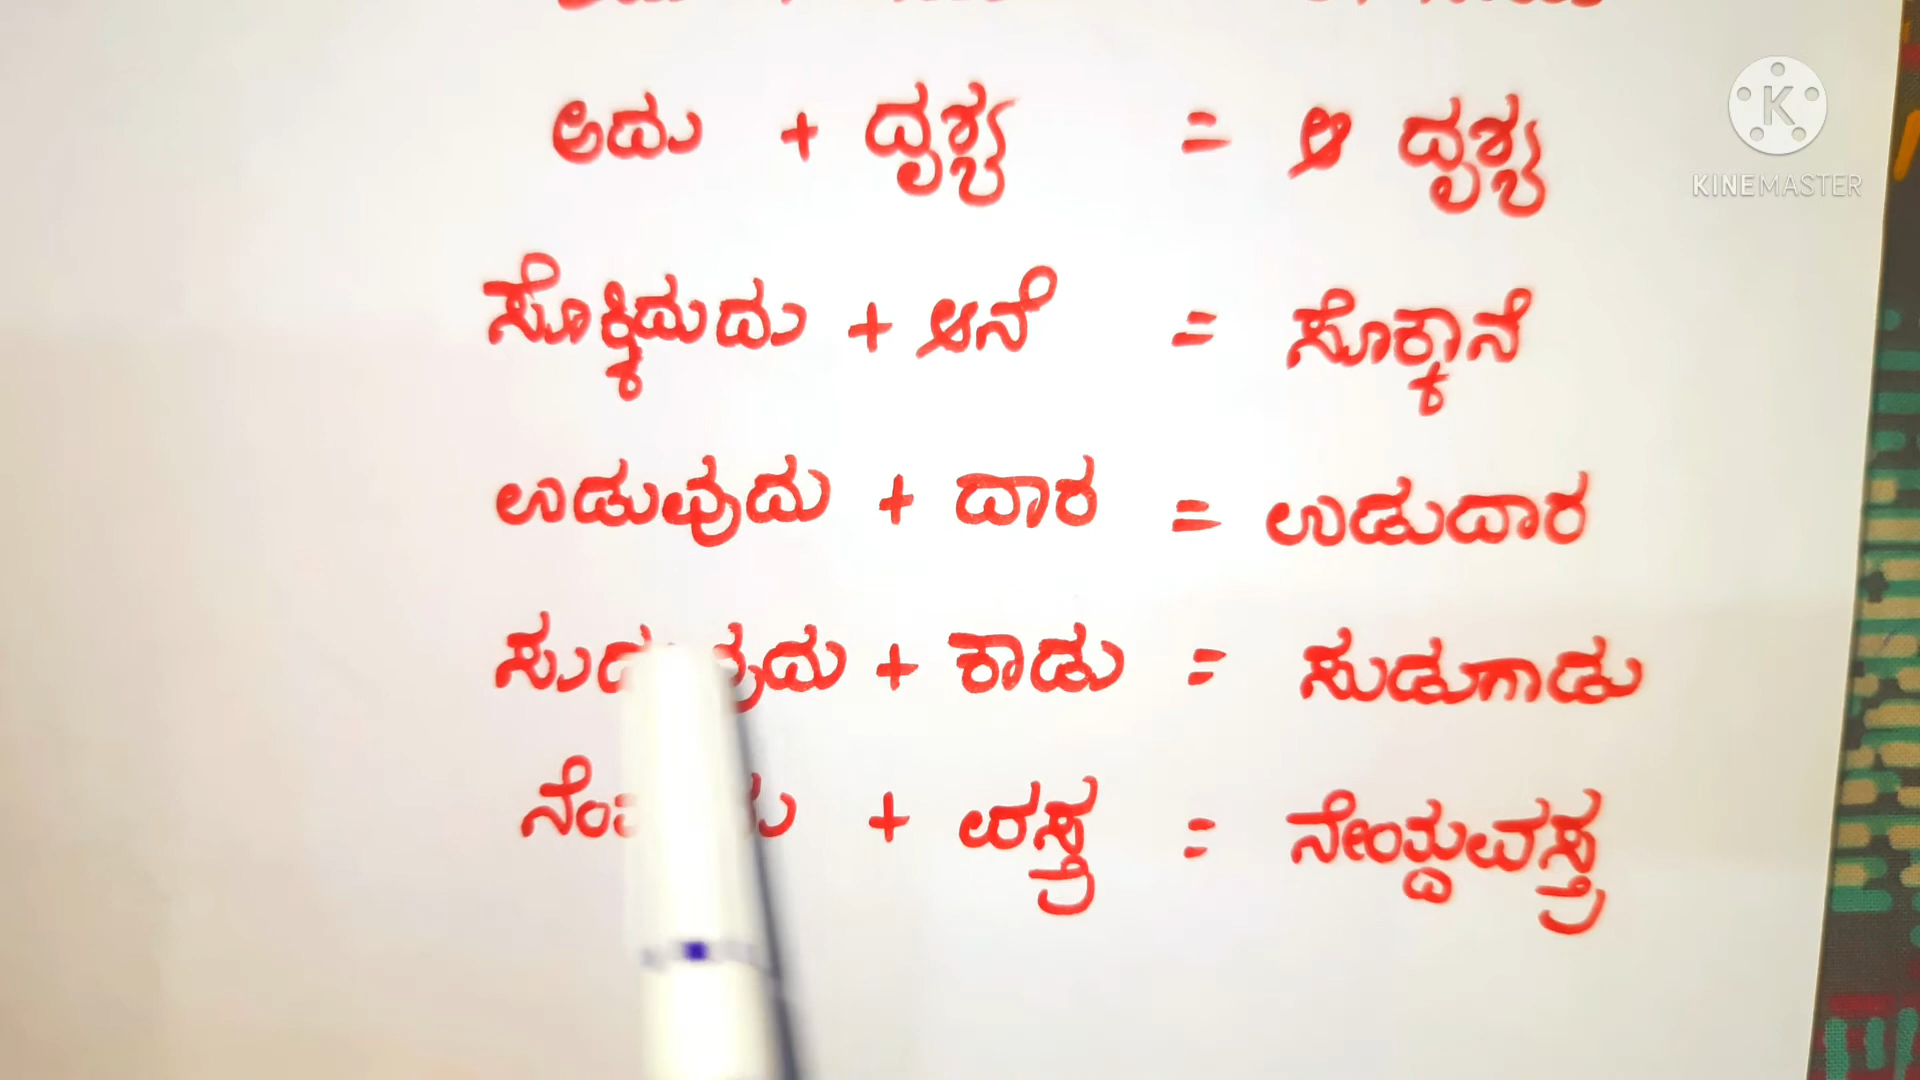 ಅದು + ದೃಶ್ಯ = ಆ ದೃಶ್ಯ
ಸೊಕ್ಕಿದುದು + ಆನೆ = ಸೊಕ್ಕಾನೆ
ಉಡುವುದು + ದಾರ = ಉಡುದಾರ
+ ಕಾಡು = ಸುಡುಗಾಡು
+ ವಸ್ತ್ರ = ನೇಂದ್ದವಸ್ತ್ರ
K
KINEMASTER